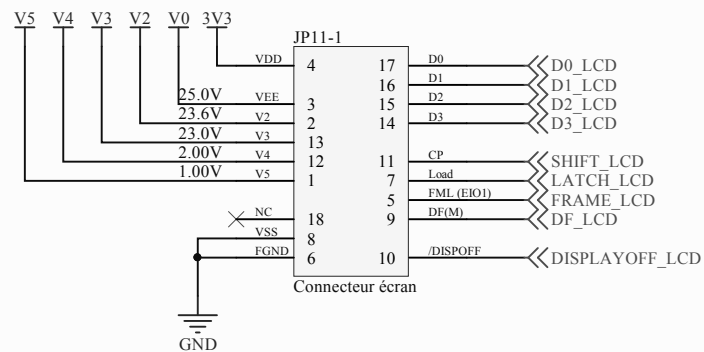 V5 V4 V3 V2 V0 3V3
JP11-1
VDD 4 17 D0 D0_LCD
16 D1 D1_LCD
25.0V VEE 3 15 D2 D2_LCD
23.6V V2 2 14 D3 D3_LCD
23.0V V3 13
2.00V V4 12 11 CP SHIFT_LCD
1.00V V5 1 7 Load LATCH_LCD
5 FML (EIO1) FRAME_LCD
NC 18 9 DF(M) DF_LCD
VSS 8
FGND 6 10 /DISPOFF DISPLAYOFF_LCD
Connecteur écran
GND